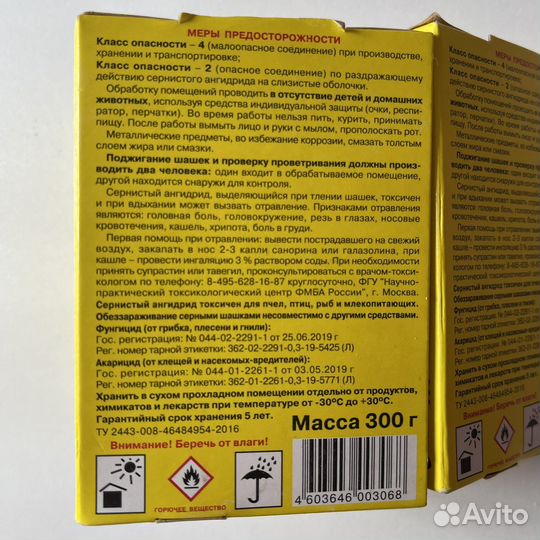 МЕРЫ ПРЕДОСТОРОЖНОСТИ
Класс опасности – 4 (малоопасное соединение) при производстве,
хранении и транспортировке;
Класс опасности – 2 (опасное соединение) по раздражающему
действию сернистого ангидрида на слизистые оболочки.
Обработку помещений проводить в отсутствие детей и домашних
животных, используя средства индивидуальной защиты (очки, респи-
ратор, перчатки). Во время работы нельзя пить, курить, принимать
пищу. После работы вымыть лицо и руки с мылом, прополоскать рот.
Металлические предметы, во избежание коррозии, смазать толстым
слоем жира или смазки.
Поджигание шашек и проверку проветривания должны произ-
водить два человека: один входит в обрабатываемое помещение,
другой находится снаружи для контроля.
Сернистый ангидрид, выделяющийся при тлении шашек, токсичен
и при вдыхании может вызвать отравление. Признаками отравления
являются: головная боль, головокружение, резь в глазах, носовые
кровотечения, кашель, хрипота, боль в груди.
Первая помощь при отравлении: вывести пострадавшего на свежий
воздух, закапать в нос 2-3 капли санорина или галазолина, при
кашле – провести ингаляцию 3 % раствором соды. При необходимости
принять супрастин или тавегил, проконсультироваться с врачом-токси-
кологом по телефону: 8-495-628-16-87 круглосуточно, ФГУ "Научно-
практический токсикологический центр ФМБА России", г. Москва.
Сернистый ангидрид токсичен для пчел, птиц, рыб и млекопитающих.
Обеззараживание серными шашками несовместимо с другими средствами.
Фунгицид (от грибка, плесени и гнили):
Гос. регистрация: № 044-02-2291-1 от 25.06.2019 г
Рег. номер тарной этикетки: 362-02-2291-0,3-19-5425 (Л)
Акарицид (от клещей и насекомых-вредителей):
Гос. регистрация: № 044-01-2261-1 от 03.05.2019 г
Рег. номер тарной этикетки: 362-01-2261-0,3-19-5771 (Л)
Хранить в сухом прохладном помещении отдельно от продуктов,
химикатов и лекарств при температуре от -30°С до +30°С.
Гарантийный срок хранения 5 лет.
ТУ 2443-008-46484954-2016
Масса 300 г
Внимание! Беречь от влаги!
ГОРЮЧЕЕ ВЕЩЕСТВО
4 603646 003068
Avito